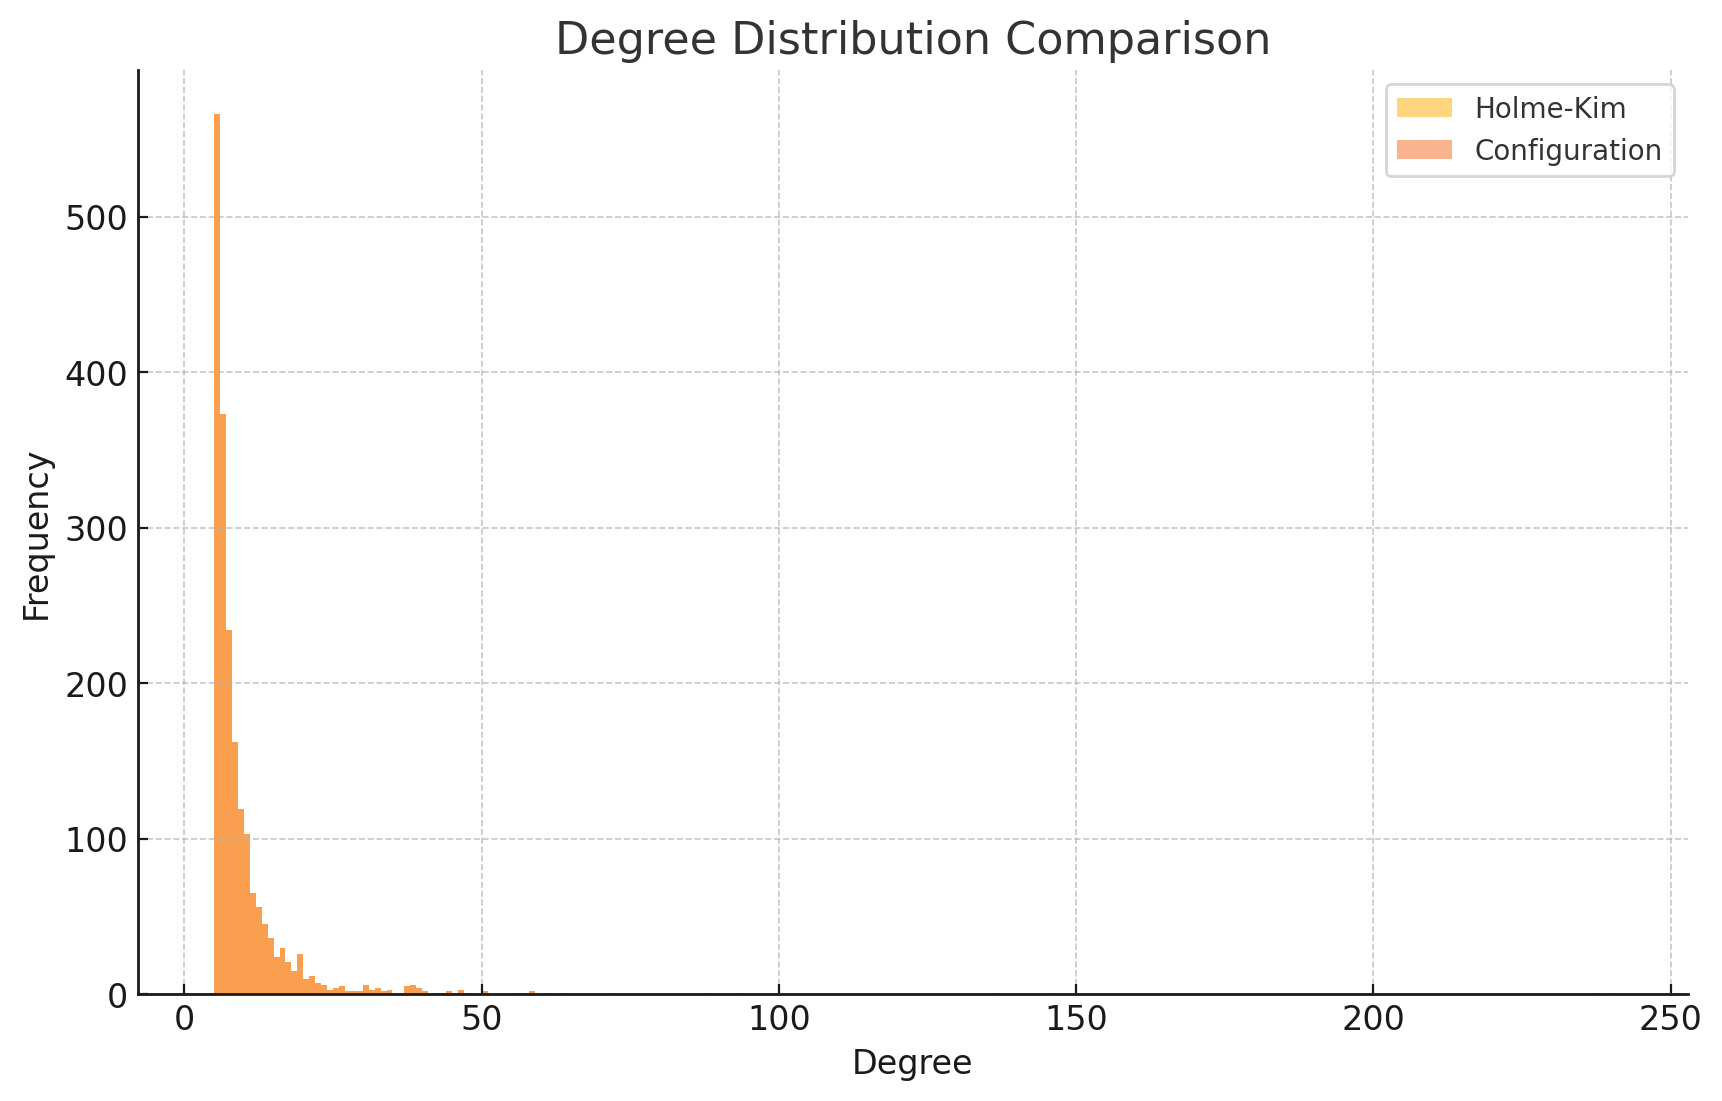 Degree Distribution Comparison
Holme-Kim
Configuration
Frequency
500
400
300
200
100
0
0 50 100 150 200 250
Degree